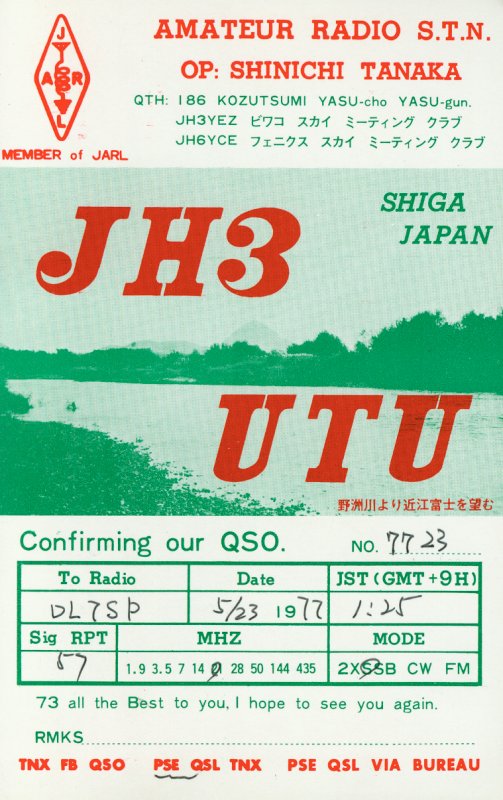 J
A R
L
MEMBER of JARL
AMATEUR RADIO S.T.N.
OP: SHINICHI TANAKA
QTH: 186 KOZUTSUMI YASU-cho YASU-gun.
JH3YEZ ビワコ スカイ ミーティング クラブ
JH6YCE フェニクス スカイ ミーティング クラブ
SHIGA
JAPAN
JH3
UTU
野洲川より近江富士を望む
Confirming our QSO. NO. 7723
To Radio Date JST (GMT+9H)
DL7SP 5/23 1977 1:25
Sig RPT MHZ MODE
57 1.9 3.5 7 14 28 50 144 435 2XSSB CW FM
73 all the Best to you, I hope to see you again.
RMKS
TNX FB QSO PSE QSL TNX PSE QSL VIA BUREAU